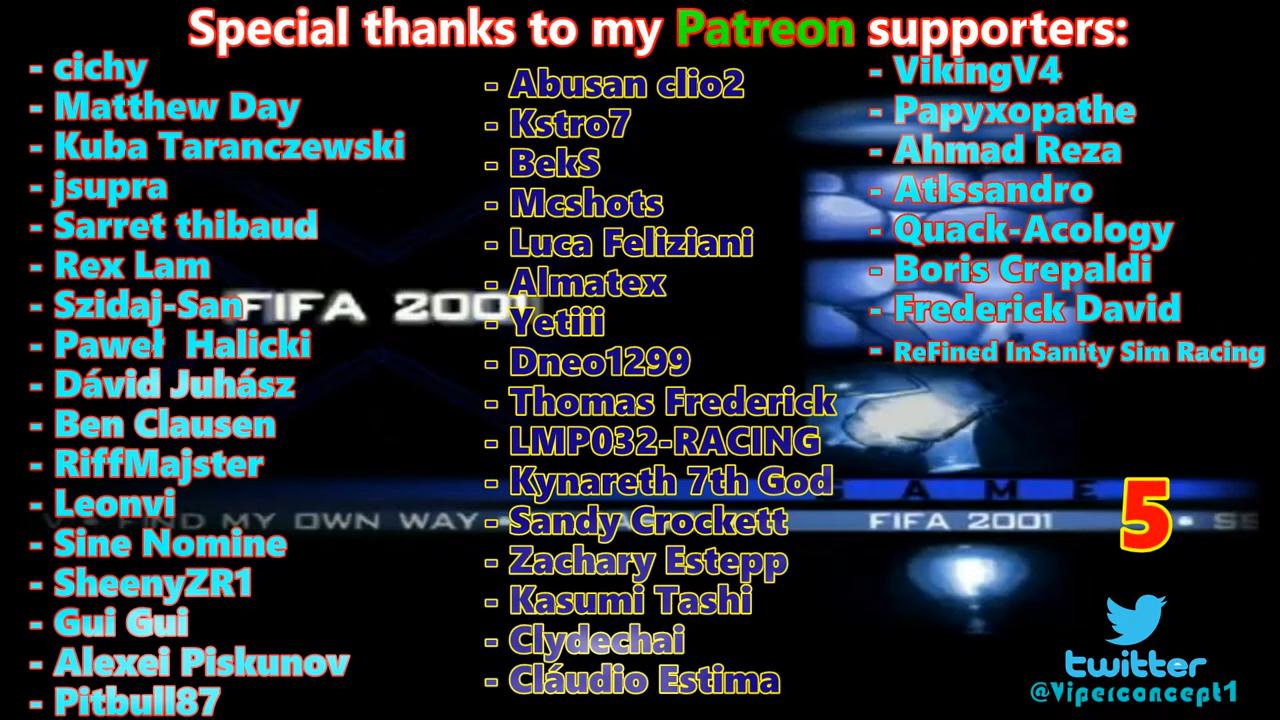 Special thanks to my Patreon supporters:
- cichy
- Matthew Day
- Kuba Taranczewski
- jsupra
- Sarret thibaud
- Rex Lam
- Szidaj-San
- Paweł Halicki
- Dávid Juhász
- Ben Clausen
- RiffMajster
- Leonvi
- Sine Nomine
- SheenyZR1
- Gui Gui
- Alexei Piskunov
- Pitbull87
- Abusan clio2
- Kstro7
- BekS
- Mcshots
- Luca Feliziani
- Almatex
- Yetiii
- Dneo1299
- Thomas Frederick
- LMP032-RACING
- Kynareth 7th God
- Sandy Crockett
- Zachary Estepp
- Kasumi Tashi
- Clydechai
- Cláudio Estima
- VikingV4
- Papyxopathe
- Ahmad Reza
- Atlssandro
- Quack-Acology
- Boris Crepaldi
- Frederick David
- ReFined InSanity Sim Racing
FIFA 2001
GAME
FIND MY OWN WAY •
FIFA 2001 •
5
twitter
@Viperconcept1